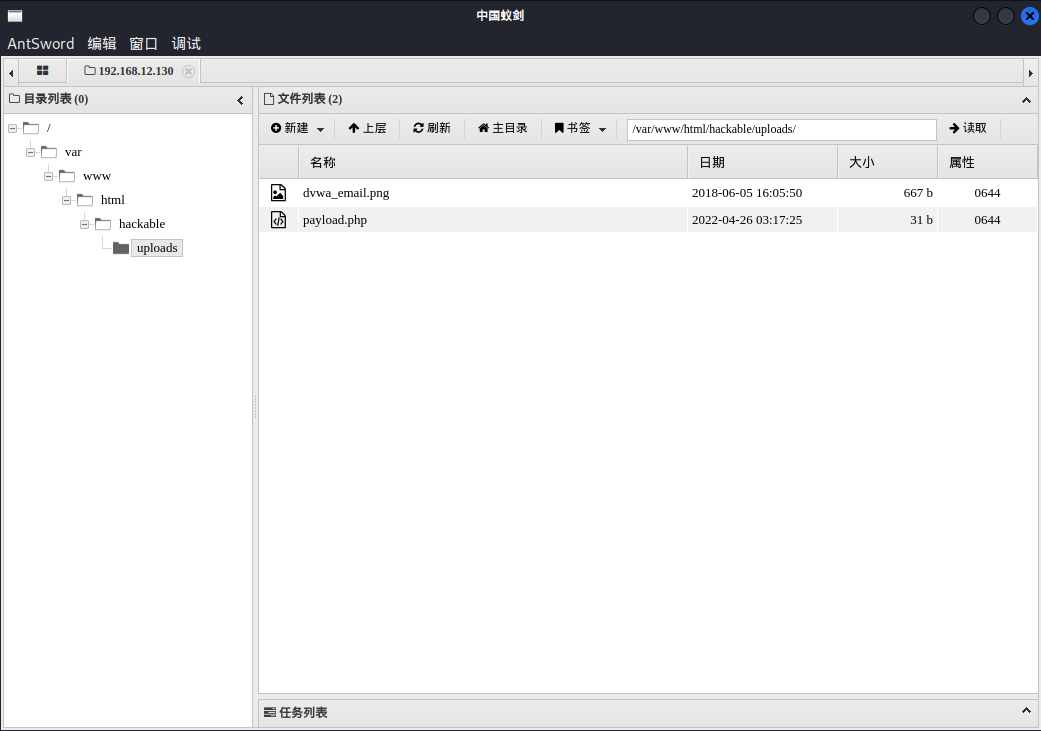 中国蚁剑
AntSword 编辑 窗口 调试
192.168.12.130
目录列表 (0)
/
var
www
html
hackable
uploads
文件列表 (2)
新建 上层 刷新 主目录 书签 /var/www/html/hackable/uploads/ 读取
名称 日期 大小 属性
dvwa_email.png 2018-06-05 16:05:50 667 b 0644
payload.php 2022-04-26 03:17:25 31 b 0644
任务列表